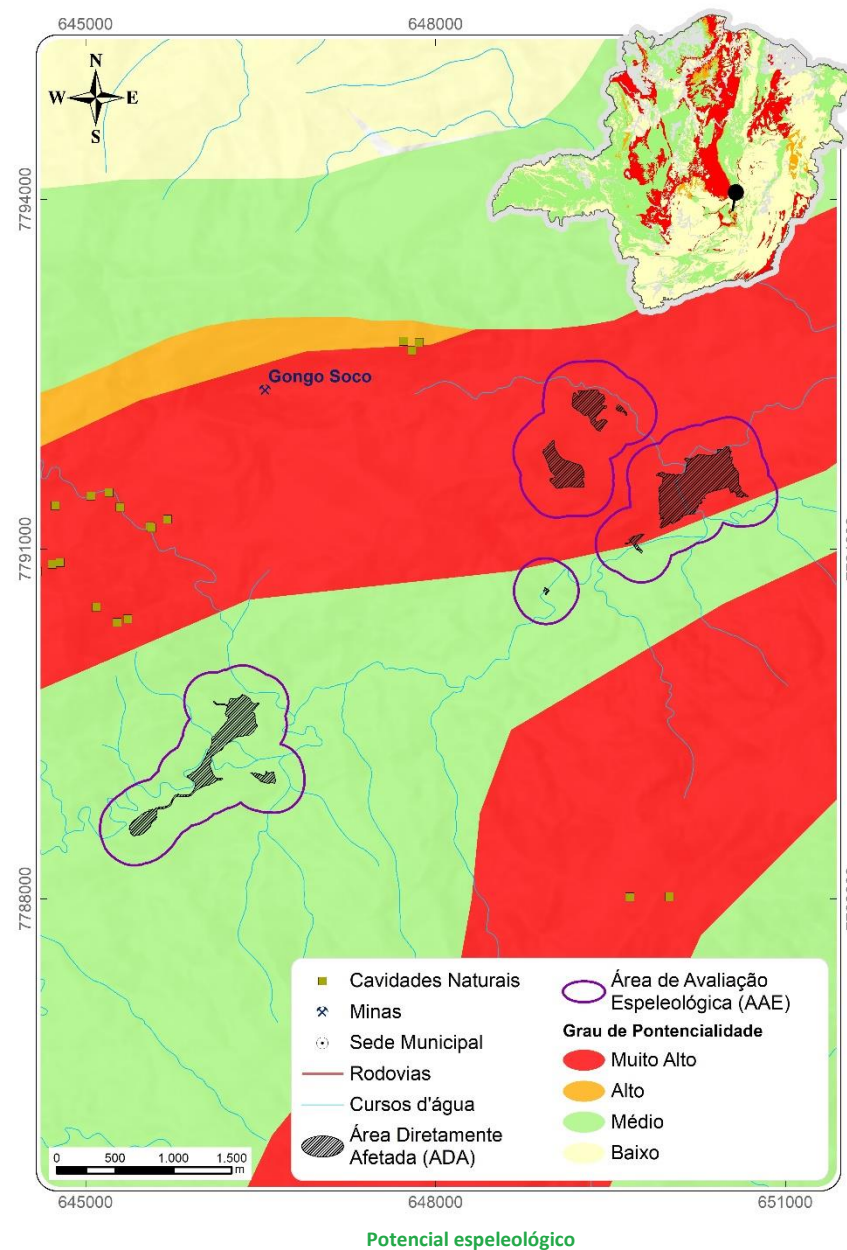 645000
648000
N
W
E
S
7794000
Gongo Soco
7791000
7788000
Cavidades Naturais
Minas
Sede Municipal
Rodovias
Cursos d'água
Área Diretamente
Afetada (ADA)
Área de Avaliação
Espeleológica (AAE)
Grau de Pontencialidade
Muito Alto
Alto
Médio
Baixo
0 500 1.000 1.500
m
645000
648000
651000
Potencial espeleológico